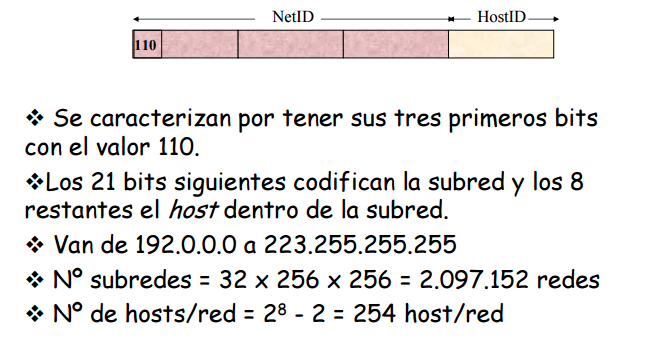 NetID HostID
110
❖ Se caracterizan por tener sus tres primeros bits
con el valor 110.
❖Los 21 bits siguientes codifican la subred y los 8
restantes el host dentro de la subred.
❖ Van de 192.0.0.0 a 223.255.255.255
❖ Nº subredes = 32 x 256 x 256 = 2.097.152 redes
❖ Nº de hosts/red = 2⁸ - 2 = 254 host/red